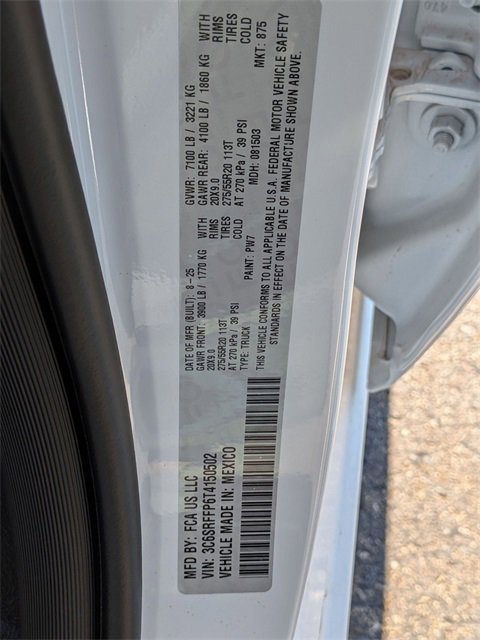 MFD BY: FCA US LLC
VIN: 3C6SRFFP6T4150502
VEHICLE MADE IN: MEXICO
DATE OF MFR (BUILT): 8-25 GVWR: 7100 LB / 3221 KG
GAWR FRONT: 3900 LB / 1770 KG WITH GAWR REAR: 4100 LB / 1860 KG WITH
20X9.0 RIMS 20X9.0 RIMS
275/55R20 113T TIRES 275/55R20 113T TIRES
AT 270 kPa / 39 PSI COLD AT 270 kPa / 39 PSI COLD
TYPE: TRUCK PAINT: PW7 MDH: 081503 MKT: 875
THIS VEHICLE CONFORMS TO ALL APPLICABLE U.S.A. FEDERAL MOTOR VEHICLE SAFETY
STANDARDS IN EFFECT ON THE DATE OF MANUFACTURE SHOWN ABOVE.